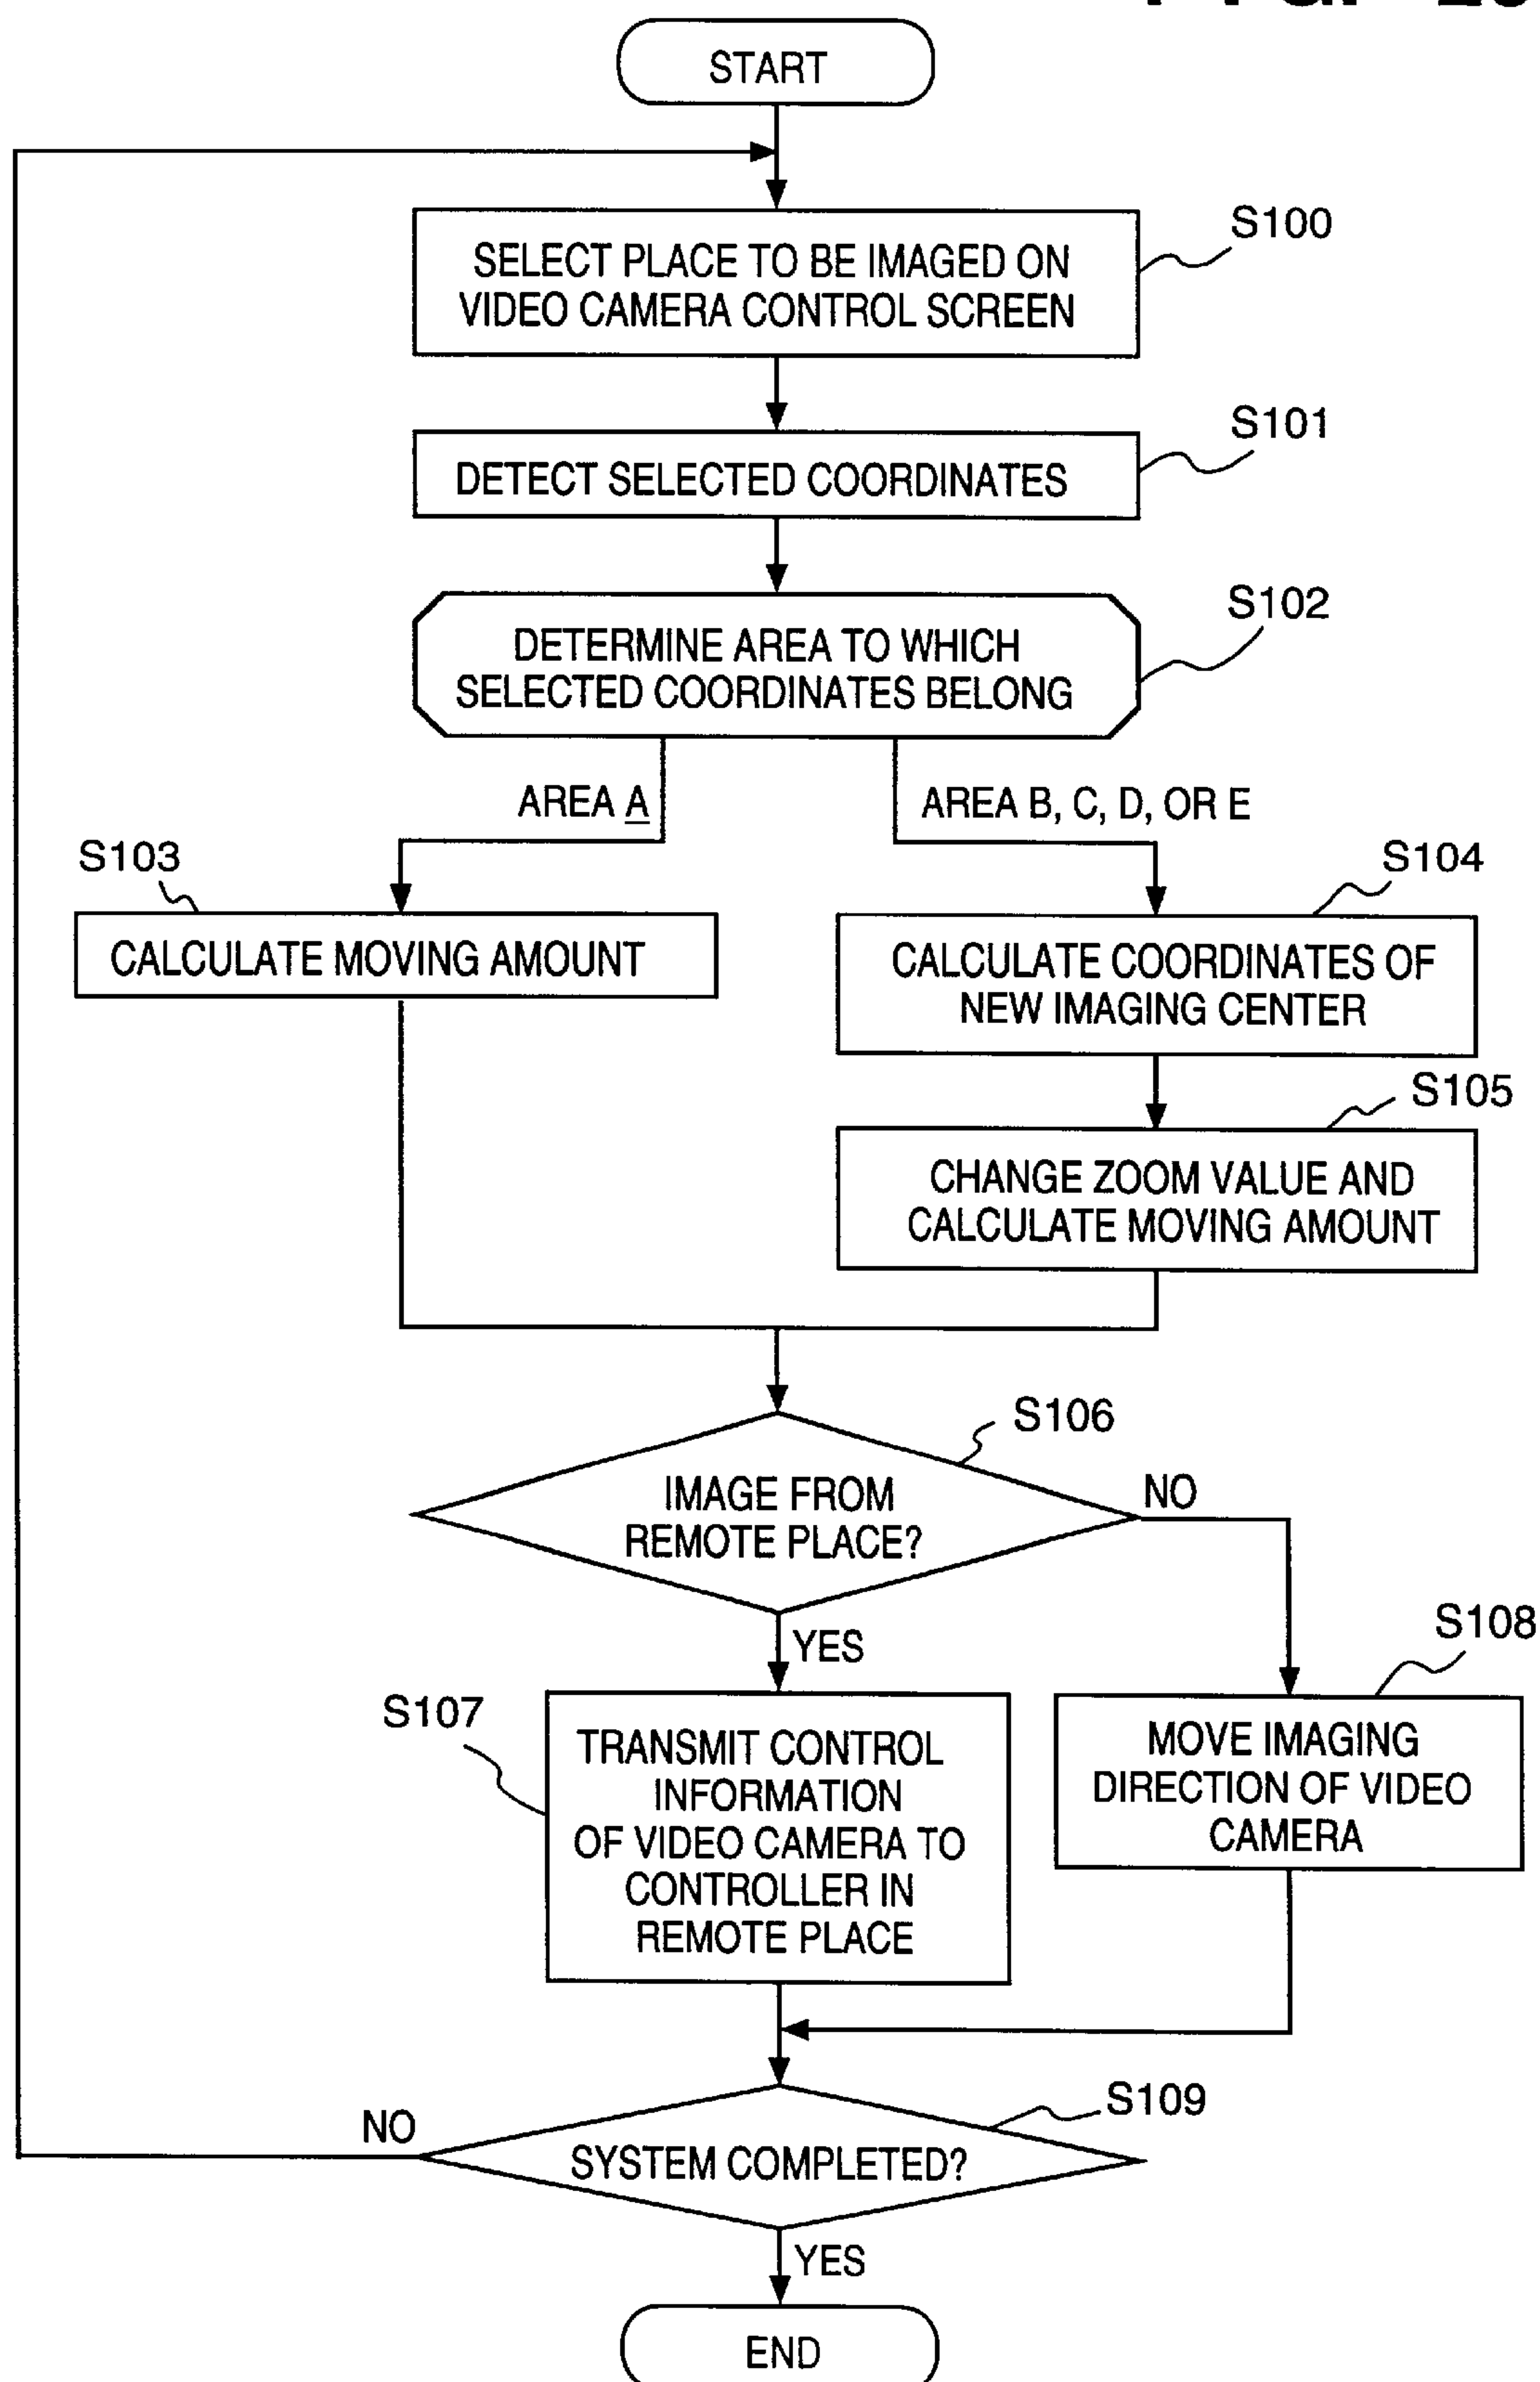 START
S100
SELECT PLACE TO BE IMAGED ON
VIDEO CAMERA CONTROL SCREEN
S101
DETECT SELECTED COORDINATES
S102
DETERMINE AREA TO WHICH
SELECTED COORDINATES BELONG
AREA A
AREA B, C, D, OR E
S103
CALCULATE MOVING AMOUNT
S104
CALCULATE COORDINATES OF
NEW IMAGING CENTER
S105
CHANGE ZOOM VALUE AND
CALCULATE MOVING AMOUNT
S106
IMAGE FROM
REMOTE PLACE?
NO
YES
S107
TRANSMIT CONTROL
INFORMATION
OF VIDEO CAMERA TO
CONTROLLER IN
REMOTE PLACE
S108
MOVE IMAGING
DIRECTION OF VIDEO
CAMERA
S109
NO
SYSTEM COMPLETED?
YES
END